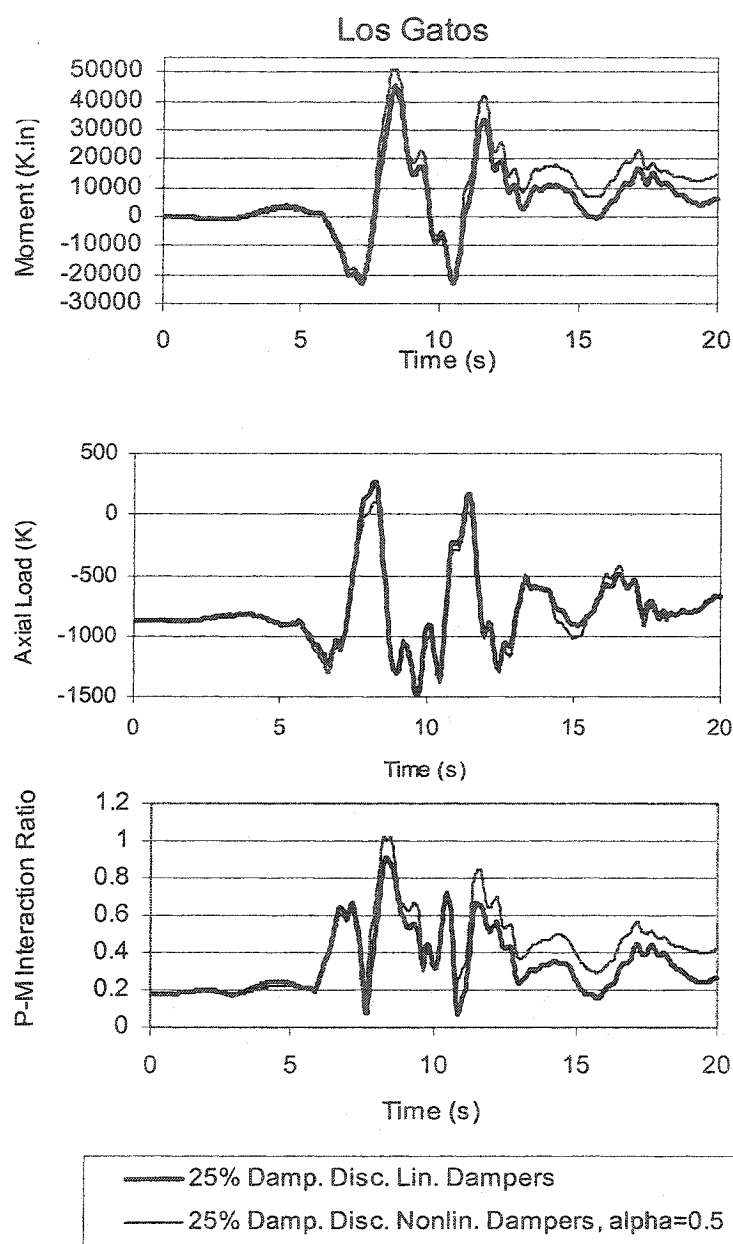 Los Gatos
50000
40000
30000
20000
10000
0
-10000
-20000
-30000
Moment (K.in)
0 5 10 15 20
Time (s)
500
0
-500
-1000
-1500
Axial Load (K)
0 5 10 15 20
Time (s)
1.2
1
0.8
0.6
0.4
0.2
0
P-M Interaction Ratio
0 5 10 15 20
Time (s)
25% Damp. Disc. Lin. Dampers
25% Damp. Disc. Nonlin. Dampers, alpha=0.5